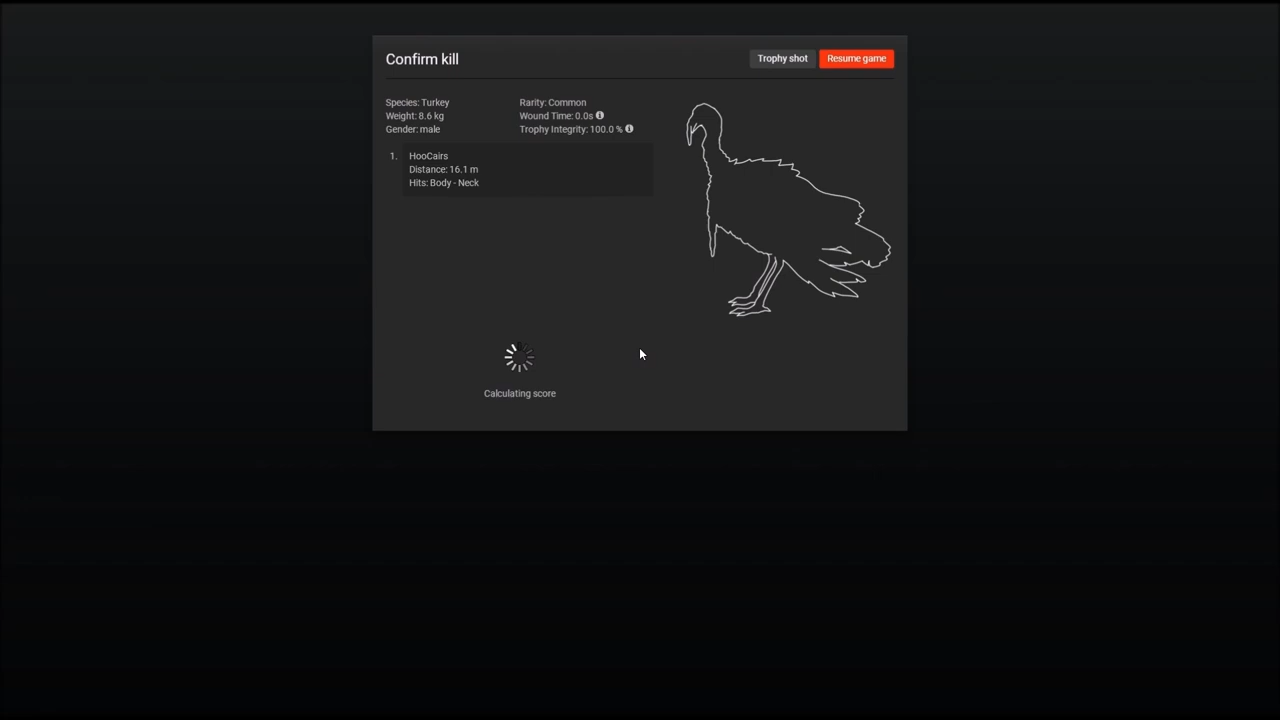 Confirm kill
Trophy shot
Resume game
Species: Turkey
Weight: 8.6 kg
Gender: male
Rarity: Common
Wound Time: 0.0s
Trophy Integrity: 100.0 %
1.
HooCairs
Distance: 16.1 m
Hits: Body - Neck
Calculating score